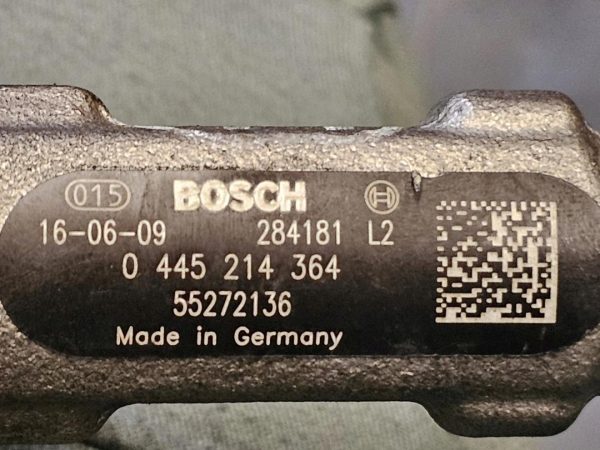 015 BOSCH
16-06-09 284181 L2
0 445 214 364
55272136
Made in Germany